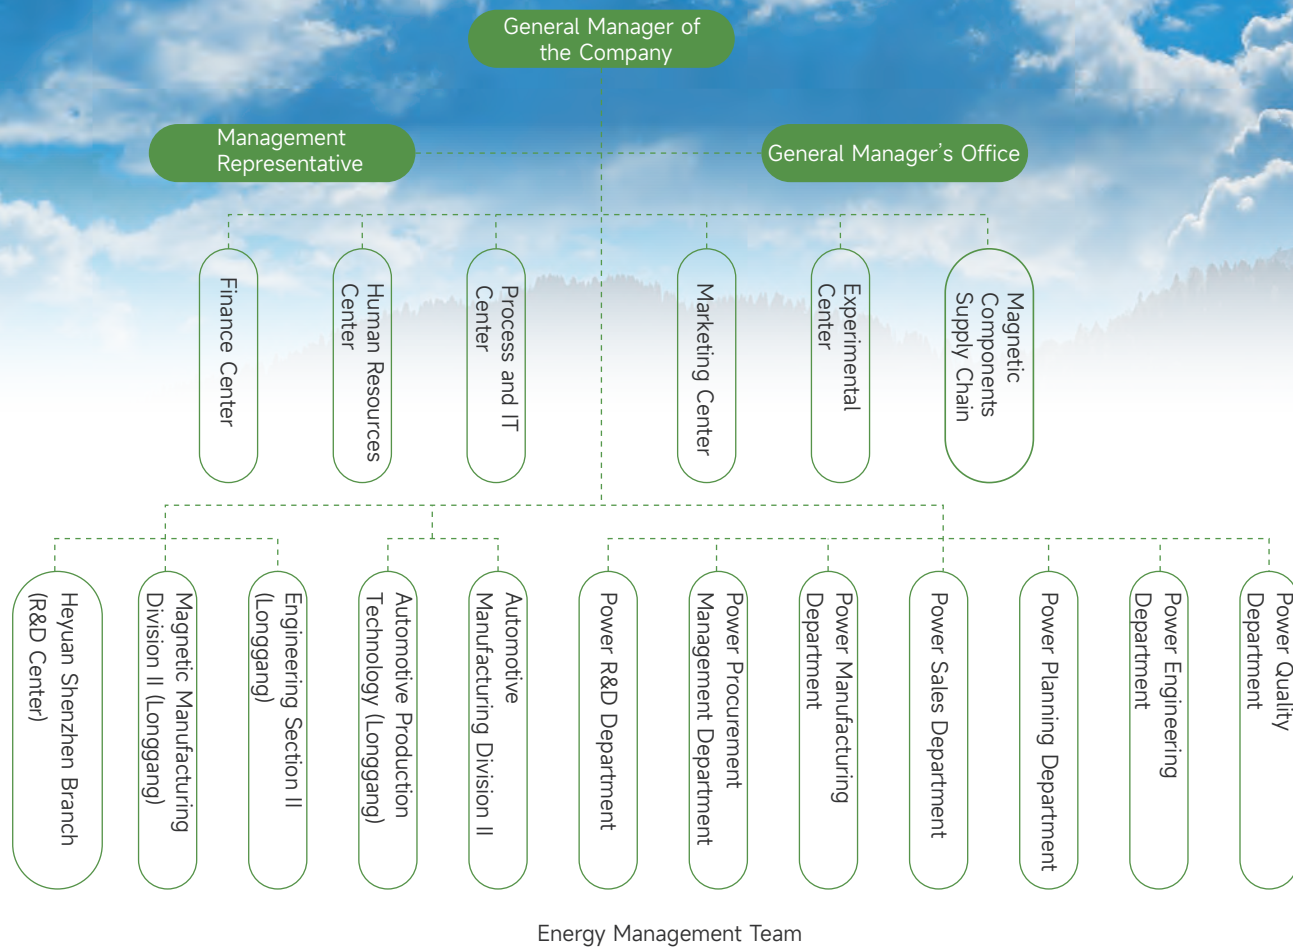 General Manager of
the Company
Management
Representative
General Manager's Office
Finance Center
Human Resources
Center
Process and IT
Center
Marketing Center
Experimental
Center
Magnetic
Components
Supply Chain
Heyuan Shenzhen Branch
(R&D Center)
Magnetic Manufacturing
Division II (Longgang)
Engineering Section II
(Longgang)
Automotive Production
Technology (Longgang)
Automotive
Manufacturing Division II
Power R&D Department
Power Procurement
Management Department
Power Manufacturing
Department
Power Sales Department
Power Planning Department
Power Engineering
Department
Power Quality
Department
Energy Management Team